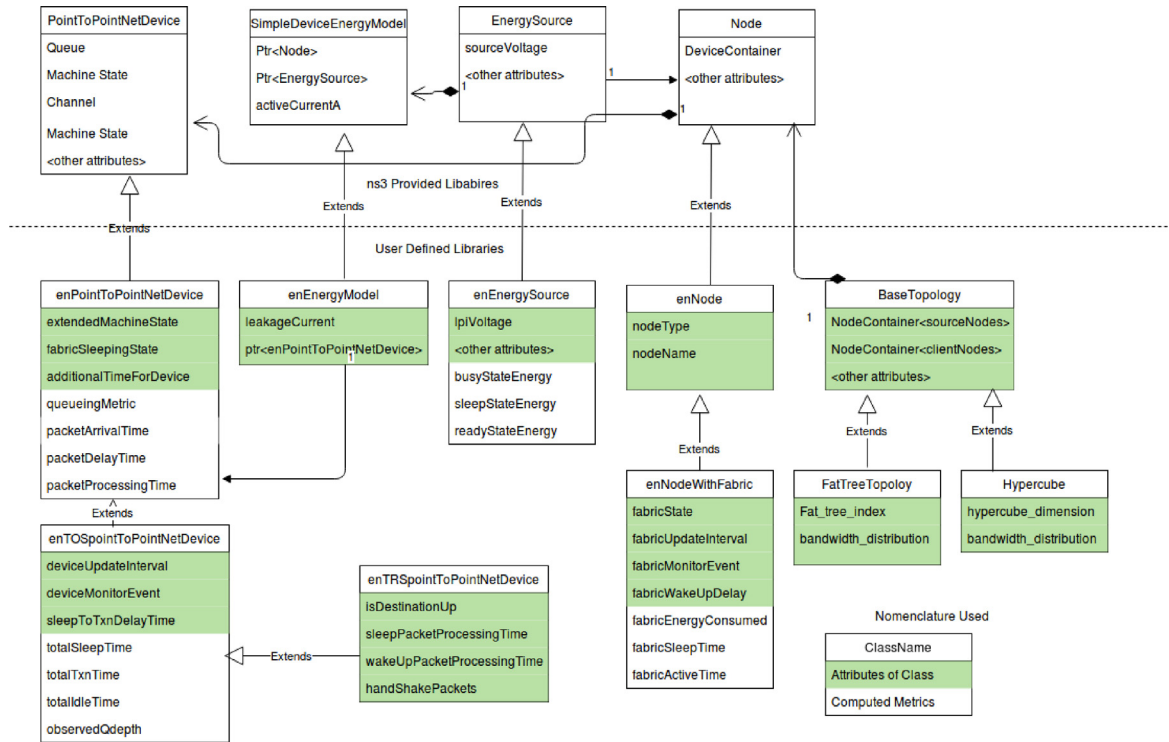 PointToPointNetDevice
Queue
Machine State
Channel
Machine State
<other attributes>
SimpleDeviceEnergyModel
Ptr<Node>
Ptr<EnergySource>
activeCurrentA
EnergySource
sourceVoltage
<other attributes>
Node
DeviceContainer
<other attributes>
1
1
1
ns3 Provided Libabires
Extends
Extends
Extends
Extends
User Defined Libraries
enPointToPointNetDevice
extendedMachineState
fabricSleepingState
additionalTimeForDevice
queueingMetric
packetArrivalTime
packetDelayTime
packetProcessingTime
enEnergyModel
leakageCurrent
ptr<enPointToPointNetDevice>
1
enEnergySource
lpiVoltage
<other attributes>
busyStateEnergy
sleepStateEnergy
readyStateEnergy
enNode
nodeType
nodeName
1
BaseTopology
NodeContainer<sourceNodes>
NodeContainer<clientNodes>
<other attributes>
Extends
Extends
Extends
Extends
enTOSpointToPointNetDevice
deviceUpdateInterval
deviceMonitorEvent
sleepToTxnDelayTime
totalSleepTime
totalTxnTime
totalIdleTime
observedQdepth
Extends
enTRSpointToPointNetDevice
isDestinationUp
sleepPacketProcessingTime
wakeUpPacketProcessingTime
handShakePackets
enNodeWithFabric
fabricState
fabricUpdateInterval
fabricMonitorEvent
fabricWakeUpDelay
fabricEnergyConsumed
fabricSleepTime
fabricActiveTime
FatTreeTopoloy
Fat_tree_index
bandwidth_distribution
Hypercube
hypercube_dimension
bandwidth_distribution
Nomenclature Used
ClassName
Attributes of Class
Computed Metrics